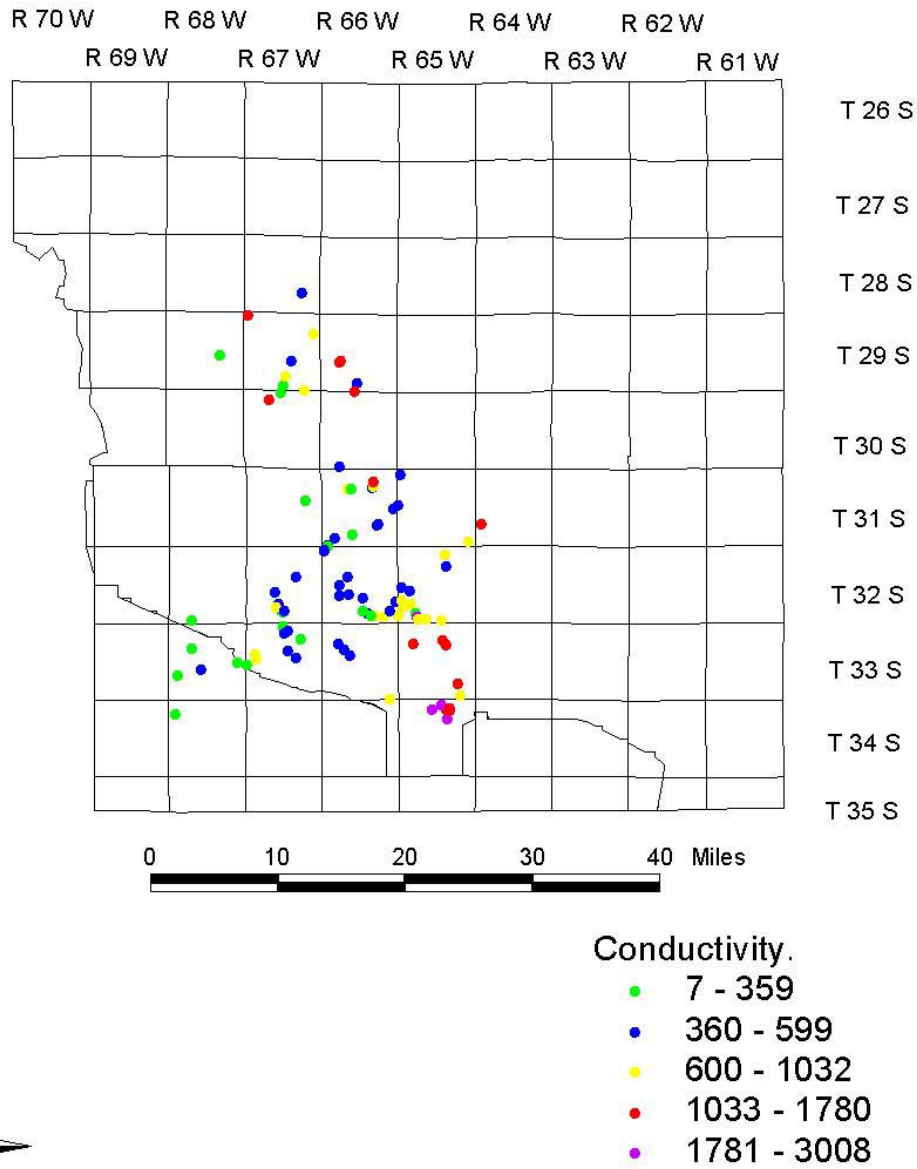 R 70 W R 68 W R 66 W R 64 W R 62 W
R 69 W R 67 W R 65 W R 63 W R 61 W
T 26 S
T 27 S
T 28 S
T 29 S
T 30 S
T 31 S
T 32 S
T 33 S
T 34 S
T 35 S
0 10 20 30 40 Miles
Conductivity.
7 - 359
360 - 599
600 - 1032
1033 - 1780
1781 - 3008